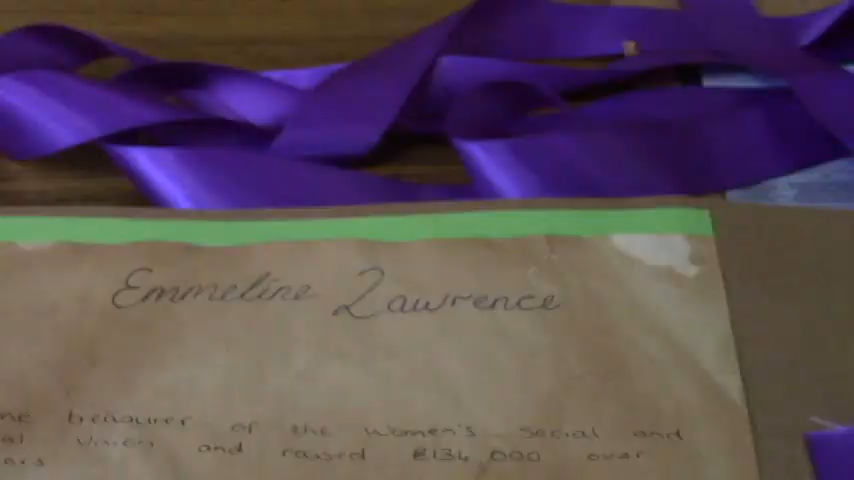 Emmeline Lawrence
treasurer of the Women's Social and
Union and raised £134,000 over